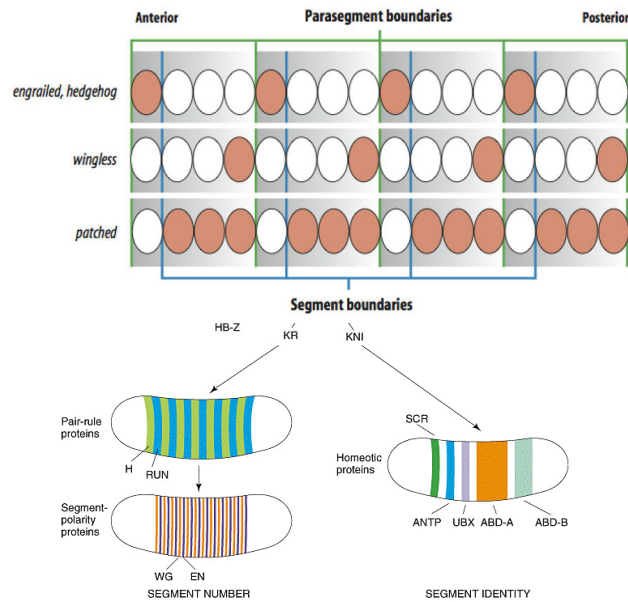 Anterior Parasegment boundaries Posterior
engrailed, hedgehog
wingless
patched
Segment boundaries
HB-Z KR KNI
Pair-rule
proteins
H RUN
Segment-
polarity
proteins
WG EN
SEGMENT NUMBER
SCR
Homeotic
proteins
ANTP UBX ABD-A ABD-B
SEGMENT IDENTITY